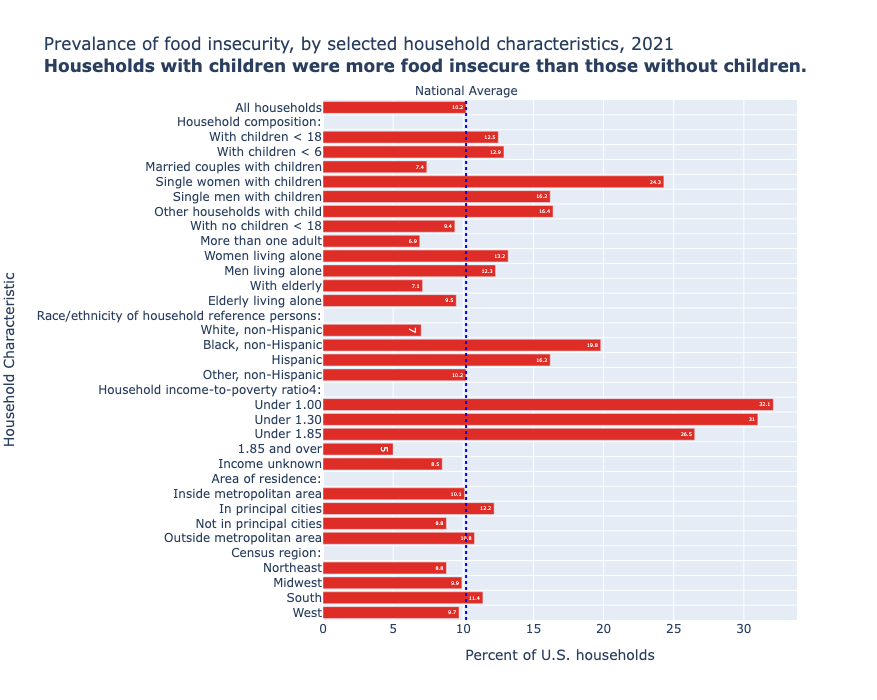 Prevalance of food insecurity, by selected household characteristics, 2021
Households with children were more food insecure than those without children.
National Average
All households 10.2
Household composition:
With children < 18 12.5
With children < 6 12.9
Married couples with children 7.4
Single women with children 24.3
Single men with children 16.2
Other households with child 16.4
With no children < 18 9.4
More than one adult 6.9
Women living alone 13.2
Men living alone 12.3
With elderly 7.1
Elderly living alone 9.5
Race/ethnicity of household reference persons:
White, non-Hispanic 7
Black, non-Hispanic 19.8
Hispanic 16.2
Other, non-Hispanic 10.2
Household income-to-poverty ratio4:
Under 1.00 32.1
Under 1.30 31
Under 1.85 26.5
1.85 and over 5
Income unknown 8.5
Area of residence:
Inside metropolitan area 10.1
In principal cities 12.2
Not in principal cities 8.8
Outside metropolitan area 10.8
Census region:
Northeast 8.8
Midwest 9.9
South 11.4
West 9.7
0 5 10 15 20 25 30
Percent of U.S. households
Household Characteristic